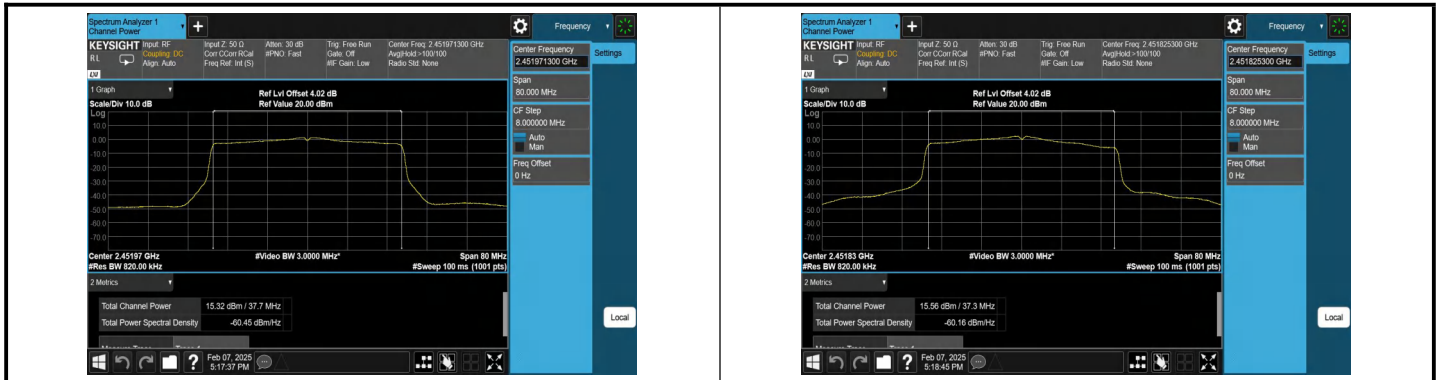 Spectrum Analyzer 1
Channel Power
Frequency
KEYSIGHT
RL
Input: RF
Coupling: DC
Align: Auto
Input Z: 50 Ω
Corr CCorr RCal
Freq Ref: Int (S)
Atten: 30 dB
#PNO: Fast
Trig: Free Run
Gate: Off
#IF Gain: Low
Center Freq: 2.451971300 GHz
Avg|Hold:>100/100
Radio Std: None
Center Frequency
2.451971300 GHz
Settings
Span
80.000 MHz
CF Step
8.000000 MHz
Auto
Man
Freq Offset
0 Hz
1 Graph
Scale/Div 10.0 dB
Ref Lvl Offset 4.02 dB
Ref Value 20.00 dBm
Log
10.0
0.00
-10.0
-20.0
-30.0
-40.0
-50.0
-60.0
-70.0
Center 2.45197 GHz
#Video BW 3.0000 MHz*
Span 80 MHz
#Res BW 820.00 kHz
#Sweep 100 ms (1001 pts)
2 Metrics
Total Channel Power 15.32 dBm / 37.7 MHz
Total Power Spectral Density -60.45 dBm/Hz
Local
Feb 07, 2025
5:17:37 PM
Spectrum Analyzer 1
Channel Power
Frequency
KEYSIGHT
RL
Input: RF
Coupling: DC
Align: Auto
Input Z: 50 Ω
Corr CCorr RCal
Freq Ref: Int (S)
Atten: 30 dB
#PNO: Fast
Trig: Free Run
Gate: Off
#IF Gain: Low
Center Freq: 2.451825300 GHz
Avg|Hold:>100/100
Radio Std: None
Center Frequency
2.451825300 GHz
Settings
Span
80.000 MHz
CF Step
8.000000 MHz
Auto
Man
Freq Offset
0 Hz
1 Graph
Scale/Div 10.0 dB
Ref Lvl Offset 4.02 dB
Ref Value 20.00 dBm
Log
10.0
0.00
-10.0
-20.0
-30.0
-40.0
-50.0
-60.0
-70.0
Center 2.45183 GHz
#Video BW 3.0000 MHz*
Span 80 MHz
#Res BW 820.00 kHz
#Sweep 100 ms (1001 pts)
2 Metrics
Total Channel Power 15.56 dBm / 37.3 MHz
Total Power Spectral Density -60.16 dBm/Hz
Local
Feb 07, 2025
5:18:45 PM